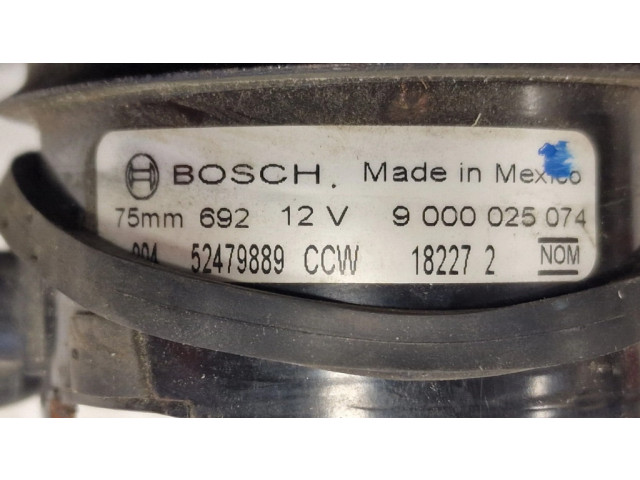 BOSCH. Made in Mexico
75mm 692 12 V 9 000 025 074
52479889 CCW 18227 2 NOM